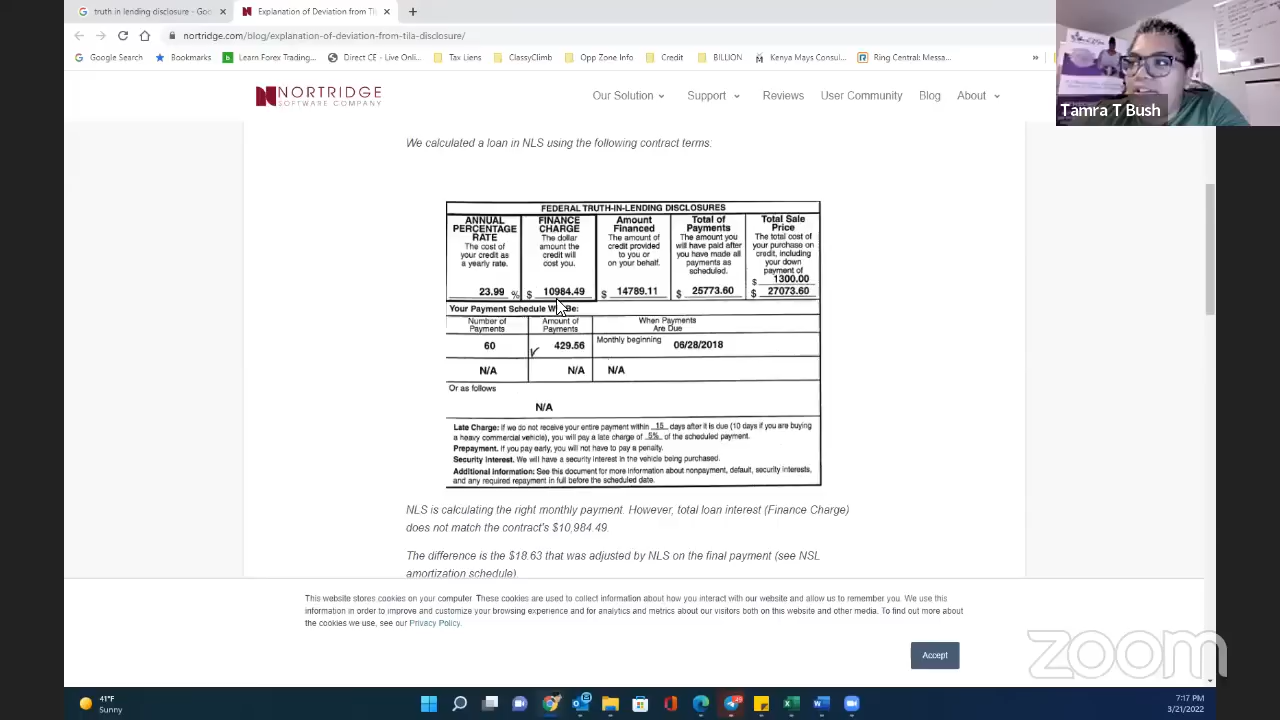 truth in lending disclosure - Goo
Explanation of Deviation from Til
nortridge.com/blog/explanation-of-deviation-from-tila-disclosure/
Google Search Bookmarks Learn Forex Trading... Direct CE - Live Onli... Tax Liens ClassyClimb Opp Zono Info Credit BILLION Kenya Mays Consul... Ring Central: Messa... »
NORTRIDGE
SOFTWARE COMPANY
Our Solution Support Reviews User Community Blog About
Tamra T Bush
We calculated a loan in NLS using the following contract terms:
FEDERAL TRUTH-IN-LENDING DISCLOSURES
ANNUAL
PERCENTAGE
RATE
The cost of
your credit as
a yearly rate.
23.99 %
FINANCE
CHARGE
The dollar
amount the
credit will
cost you.
$ 10984.49
Amount
Financed
The amount of
credit provided
to you or
on your behalf.
$ 14789.11
Total of
Payments
The amount you
will have paid after
you have made all
payments as
scheduled.
$ 25773.60
Total Sale
Price
The total cost of
your purchase on
credit, including
your down
payment of
$ 1300.00
$ 27073.60
Your Payment Schedule Be:
Number of
Payments
Amount of
Payments
When Payments
Are Due
60 429.56 Monthly beginning 06/28/2018
N/A N/A N/A
Or as follows
N/A
Late Charge: If we do not receive your entire payment within 15 days after it is due (10 days if you are buying
a heavy commercial vehicle), you will pay a late charge of 5% of the scheduled payment.
Prepayment. If you pay early, you will not have to pay a penalty.
Security interest. We will have a security interest in the vehicle being purchased.
Additional information: See this document for more information about nonpayment, default, security interests,
and any required repayment in full before the scheduled date.
NLS is calculating the right monthly payment. However, total loan interest (Finance Charge)
does not match the contract's $10,984.49.
The difference is the $18.63 that was adjusted by NLS on the final payment (see NSL
amortization schedule)
This website stores cookies on your computer. These cookies are used to collect information about how you interact with our website and allow us to remember you. We use this
information in order to improve and customize your browsing experience and for analytics and metrics about our visitors both on this website and other media. To find out more about
the cookies we use, see our Privacy Policy.
Accept
zoom
41°F
Sunny
7:17 PM
3/21/2022